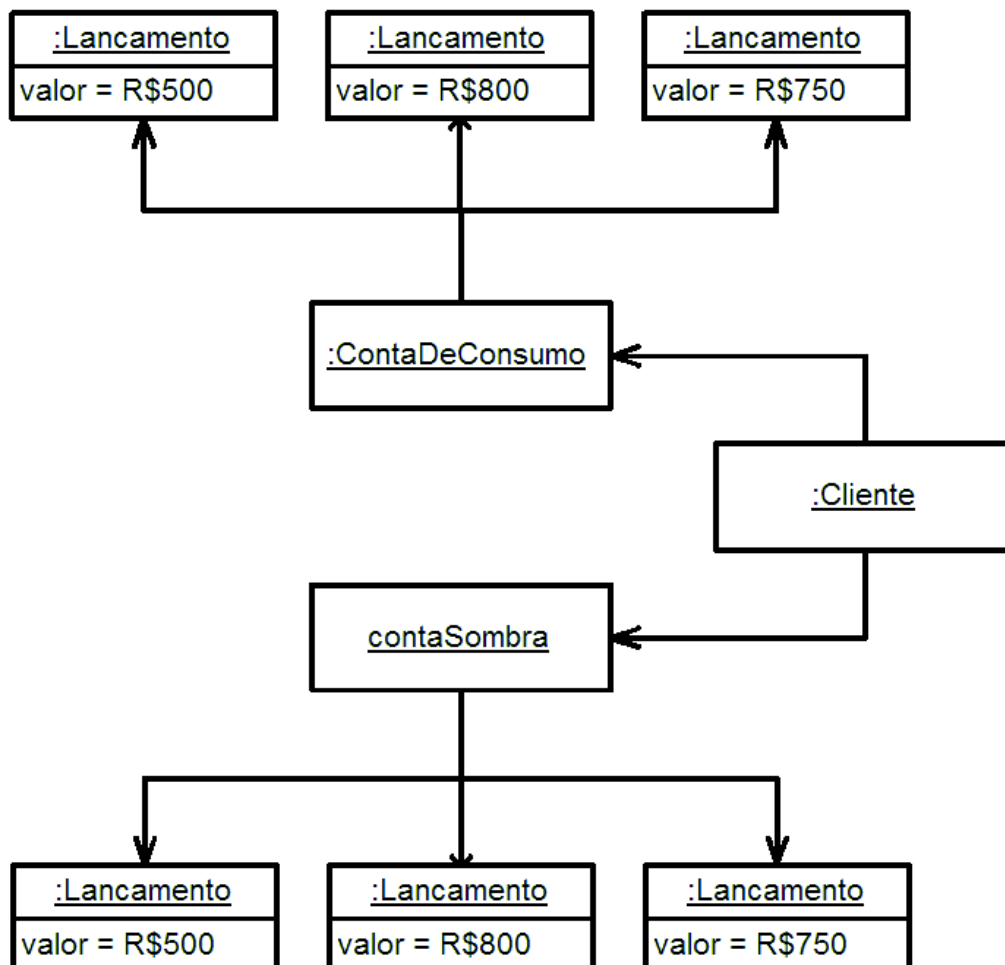 :Lancamento
:Lancamento
:Lancamento
valor = R$500
valor = R$800
valor = R$750
:ContaDeConsumo
:Cliente
contaSombra
:Lancamento
:Lancamento
:Lancamento
valor = R$500
valor = R$800
valor = R$750